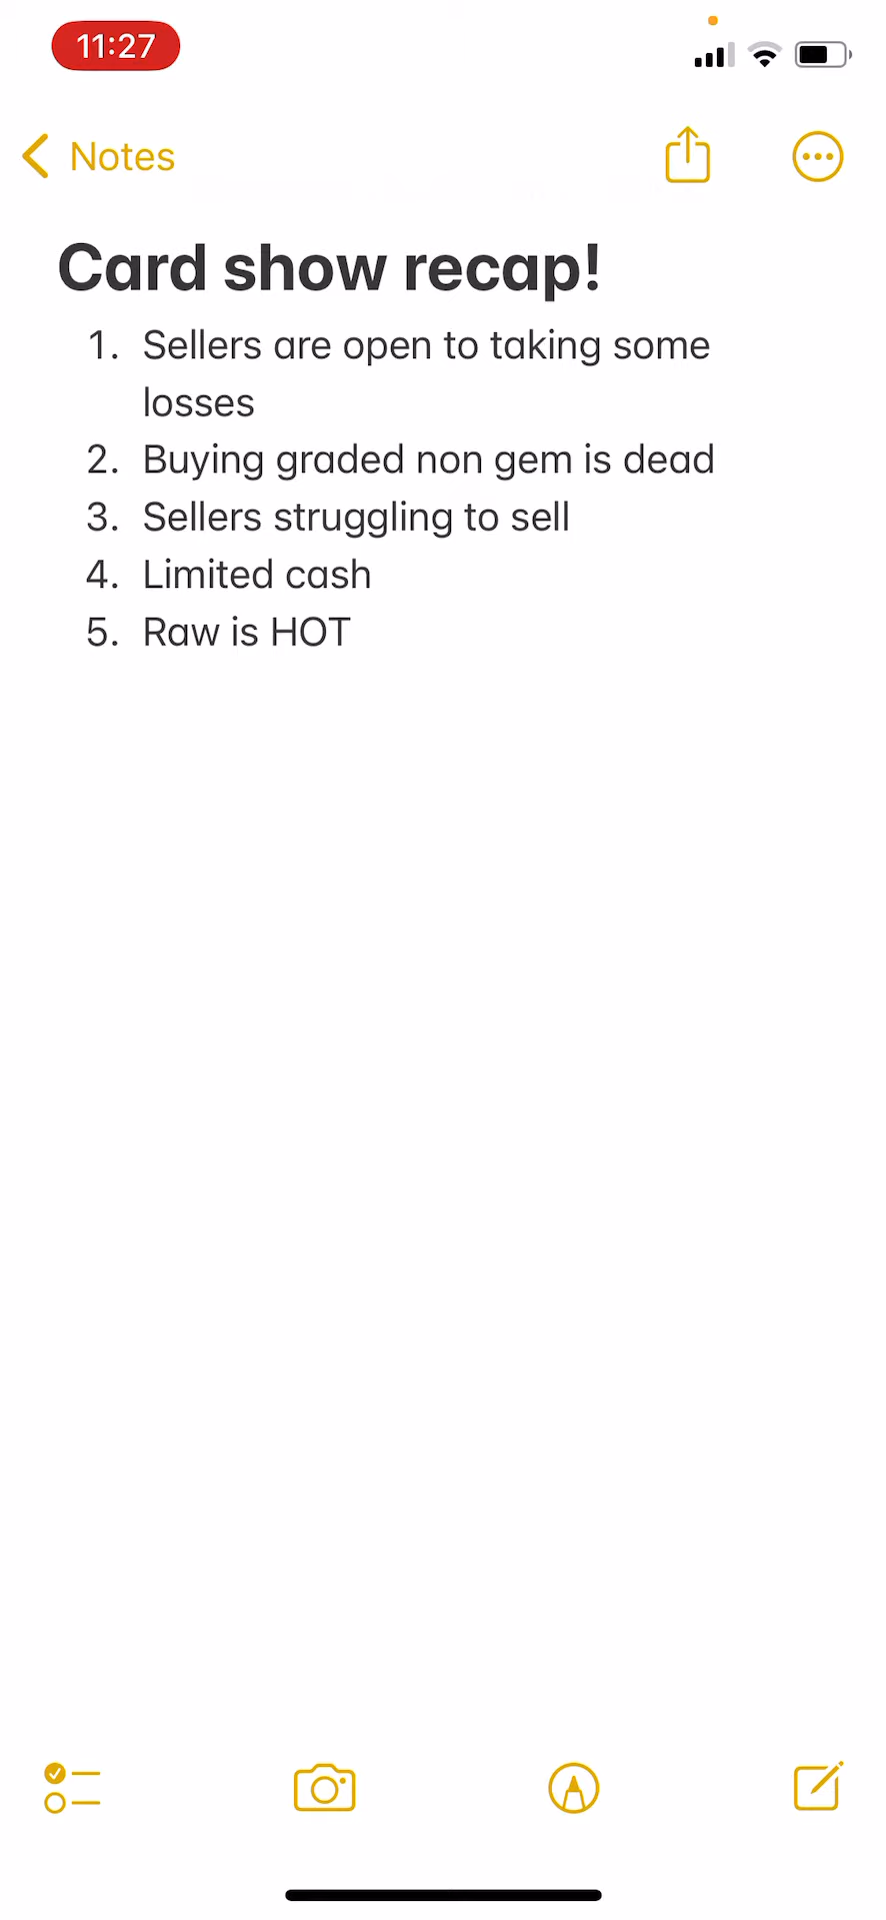 11:27
Notes
Card show recap!
1. Sellers are open to taking some
losses
2. Buying graded non gem is dead
3. Sellers struggling to sell
4. Limited cash
5. Raw is HOT